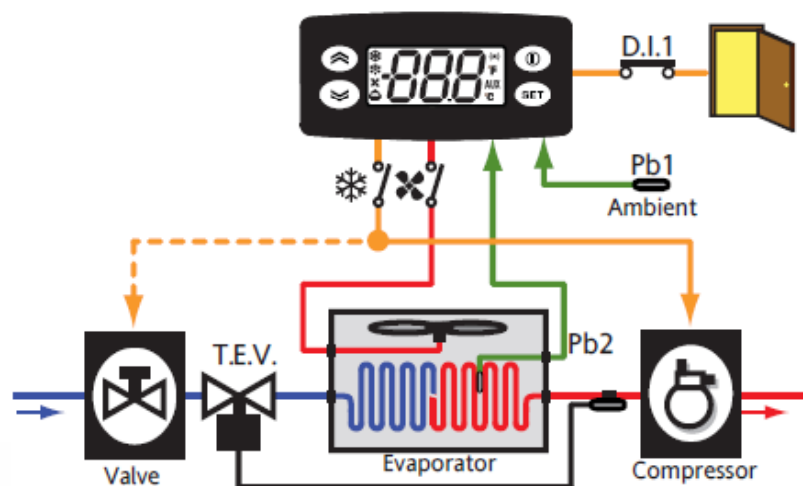 D.I.1
-888
°F
AUX
°C
SET
Pb1
Ambient
Pb2
T.E.V.
Valve
Evaporator
Compressor